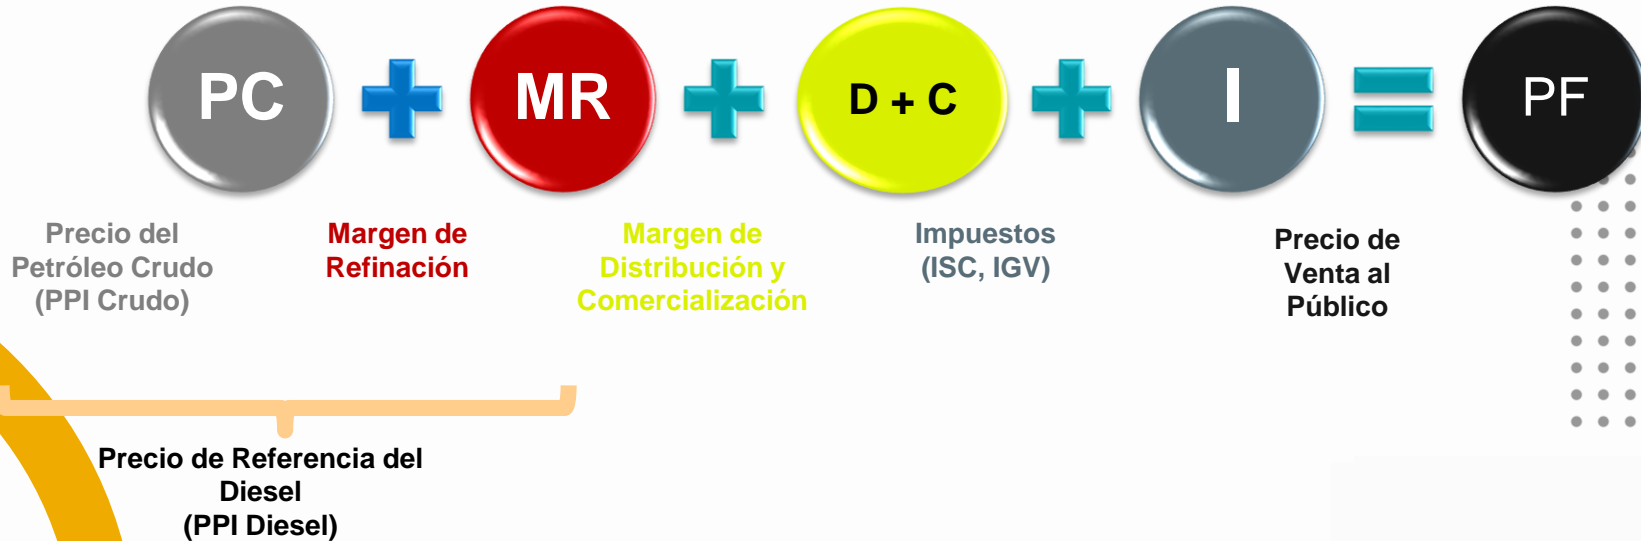 PC + MR + D + C + I = PF
Precio del
Petróleo Crudo
(PPI Crudo)
Margen de
Refinación
Margen de
Distribución y
Comercialización
Impuestos
(ISC, IGV)
Precio de
Venta al
Público
Precio de Referencia del
Diesel
(PPI Diesel)